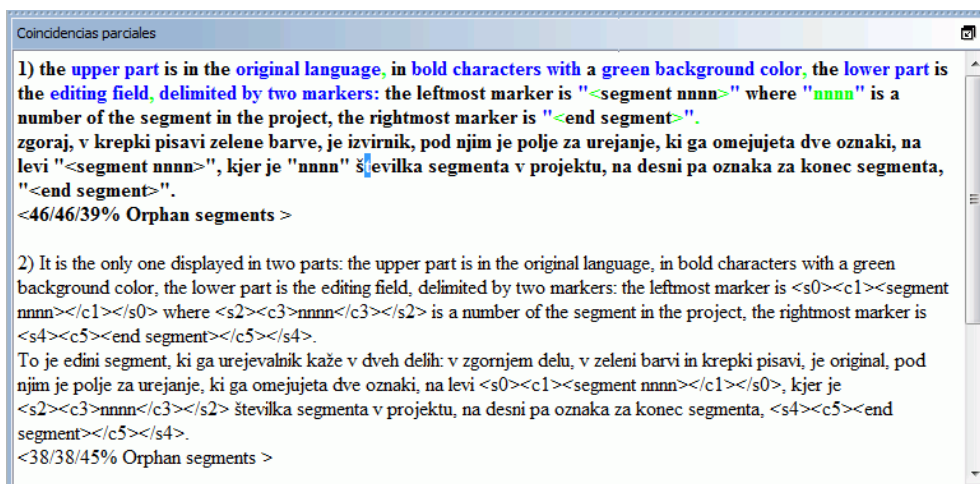 Coincidencias parciales
1) the upper part is in the original language, in bold characters with a green background color, the lower part is
the editing field, delimited by two markers: the leftmost marker is "<segment nnnn>" where "nnnn" is a
number of the segment in the project, the rightmost marker is "<end segment>".
zgoraj, v krepki pisavi zelene barve, je izvirnik, pod njim je polje za urejanje, ki ga omejujeta dve oznaki, na
levi "<segment nnnn>", kjer je "nnnn" številka segmenta v projektu, na desni pa oznaka za konec segmenta,
"<end segment>".
<46/46/39% Orphan segments >
2) It is the only one displayed in two parts: the upper part is in the original language, in bold characters with a green
background color, the lower part is the editing field, delimited by two markers: the leftmost marker is <s0><c1><segment
nnnn></c1></s0> where <s2><c3>nnnn</c3></s2> is a number of the segment in the project, the rightmost marker is
<s4><c5><end segment></c5></s4>.
To je edini segment, ki ga urejevalnik kaže v dveh delih: v zgornjem delu, v zeleni barvi in krepki pisavi, je original, pod
njim je polje za urejanje, ki ga omejujeta dve oznaki, na levi <s0><c1><segment nnnn></c1></s0>, kjer je
<s2><c3>nnnn</c3></s2> številka segmenta v projektu, na desni pa oznaka za konec segmenta, <s4><c5><end
segment></c5></s4>.
<38/38/45% Orphan segments >